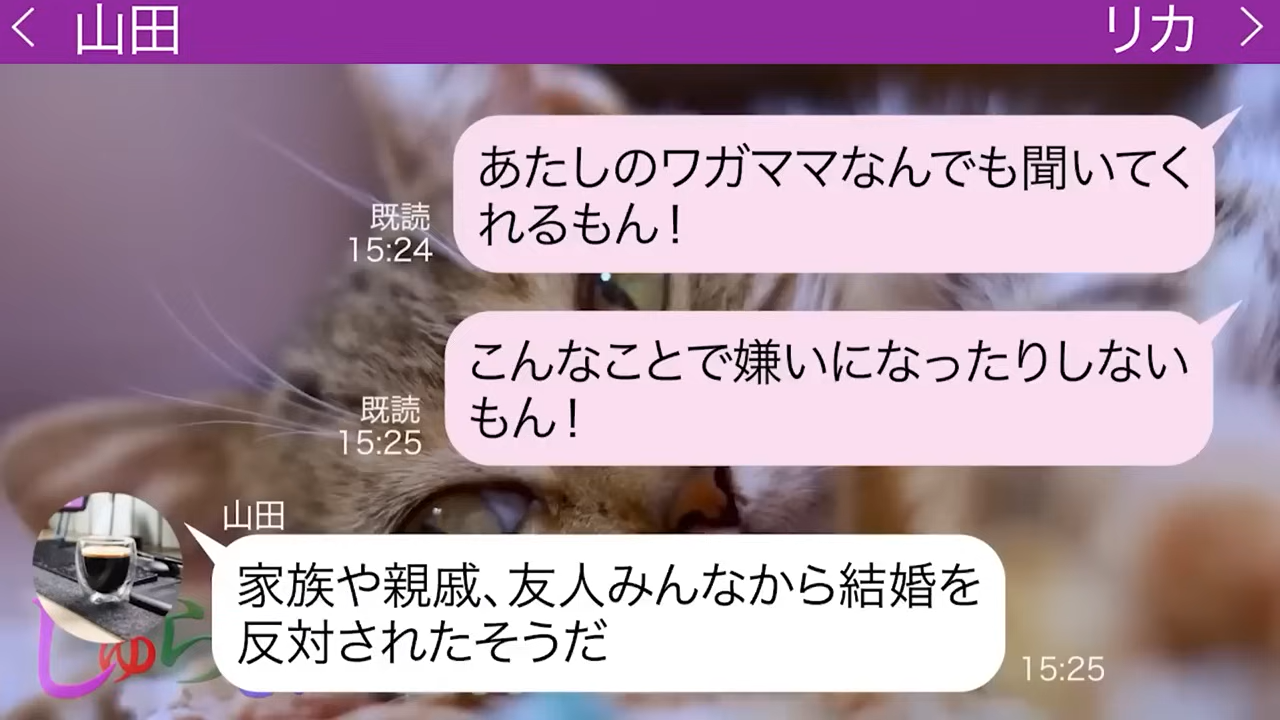 山田
リカ
あたしのワガママなんでも聞いてく
れるもん！
既読
15:24
こんなことで嫌いになったりしない
もん！
既読
15:25
山田
家族や親戚、友人みんなから結婚を
反対されたそうだ
15:25
しゅら